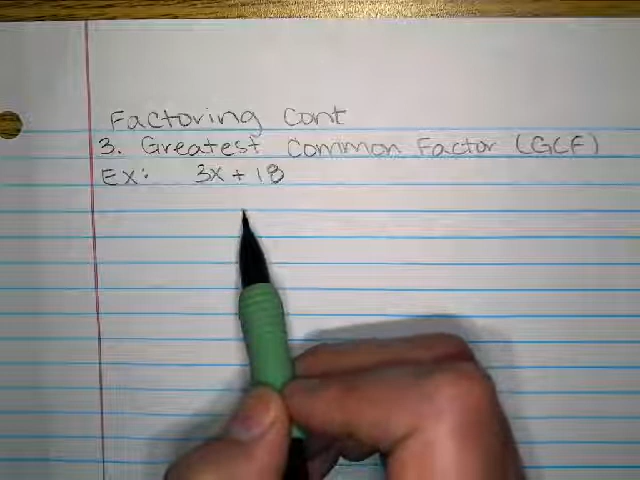 Factoring Cont
3. Greatest Common Factor (GCF)
Ex: 3x + 18